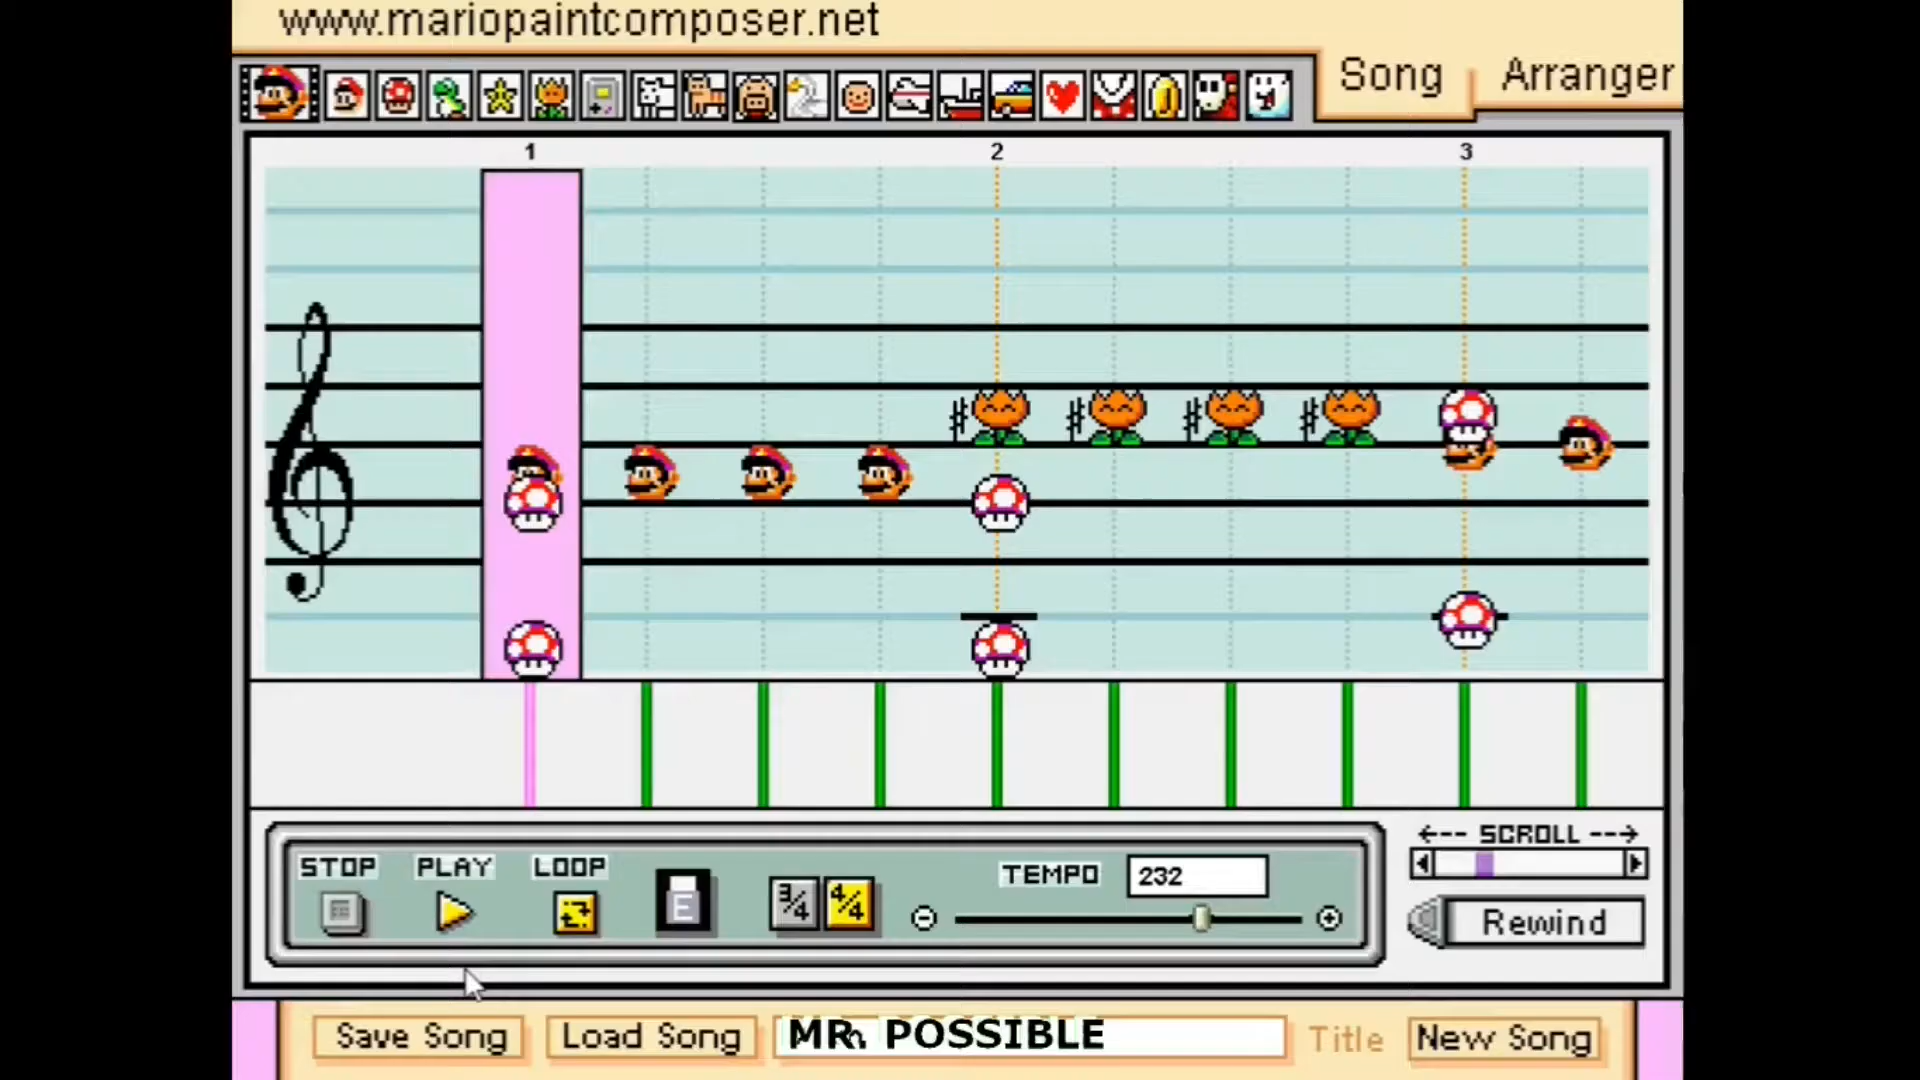 www.mariopaintcomposer.net
Song
Arranger
1 2 3
STOP PLAY LOOP
E
3/4 4/4
TEMPO 232
<--- SCROLL --->
Rewind
Save Song
Load Song
MR. POSSIBLE
Title
New Song